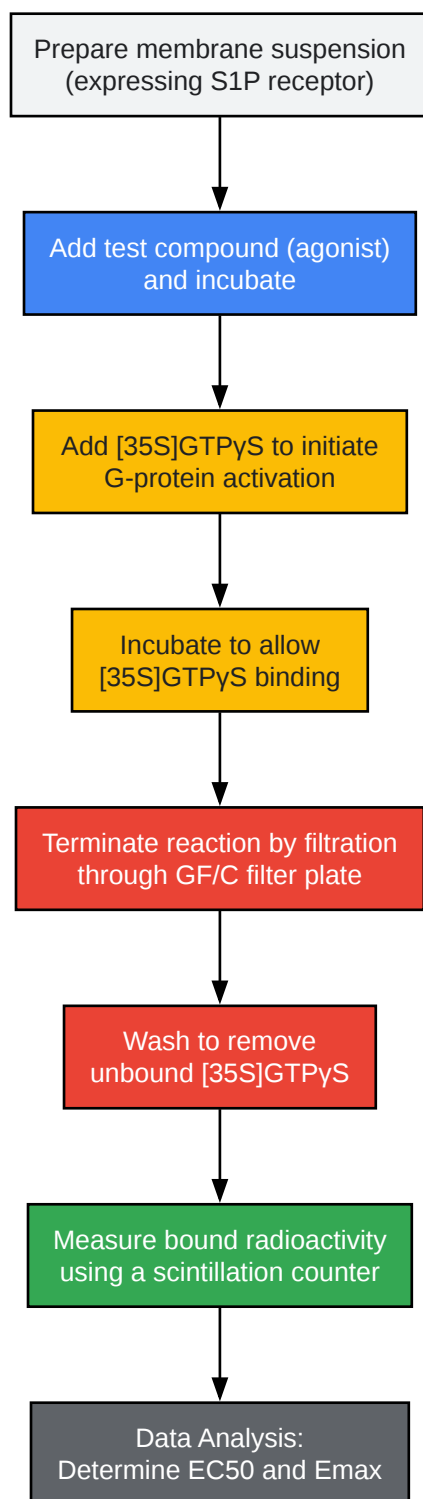 Prepare membrane suspension
(expressing S1P receptor)
Add test compound (agonist)
and incubate
Add [35S]GTPγS to initiate
G-protein activation
Incubate to allow
[35S]GTPγS binding
Terminate reaction by filtration
through GF/C filter plate
Wash to remove
unbound [35S]GTPγS
Measure bound radioactivity
using a scintillation counter
Data Analysis:
Determine EC50 and Emax